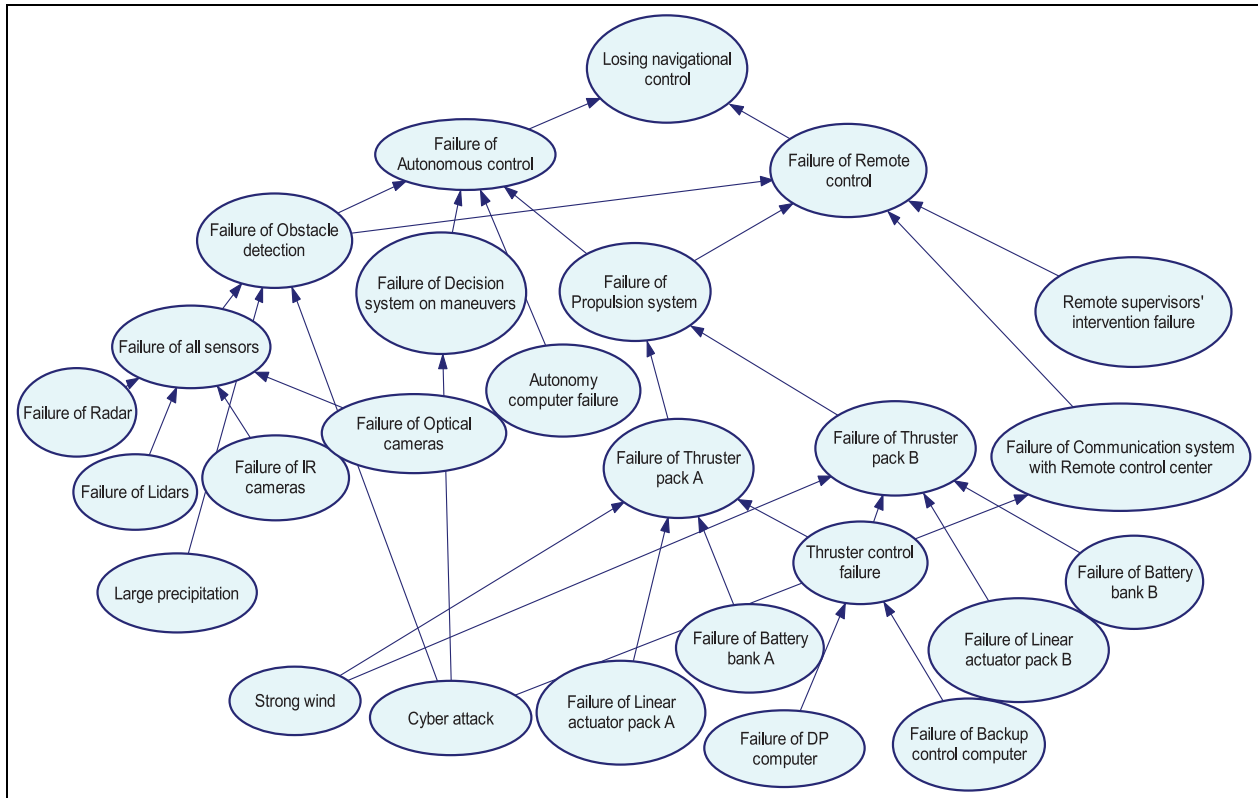 Losing navigational
control
Failure of
Autonomous control
Failure of Remote
control
Failure of Obstacle
detection
Failure of Decision
system on maneuvers
Failure of
Propulsion system
Remote supervisors'
intervention failure
Failure of all sensors
Autonomy
computer failure
Failure of Radar
Failure of Optical
cameras
Failure of Thruster
pack A
Failure of Thruster
pack B
Failure of Communication system
with Remote control center
Failure of Lidars
Failure of IR
cameras
Large precipitation
Thruster control
failure
Failure of Battery
bank B
Failure of Battery
bank A
Failure of Linear
actuator pack B
Strong wind
Cyber attack
Failure of Linear
actuator pack A
Failure of DP
computer
Failure of Backup
control computer